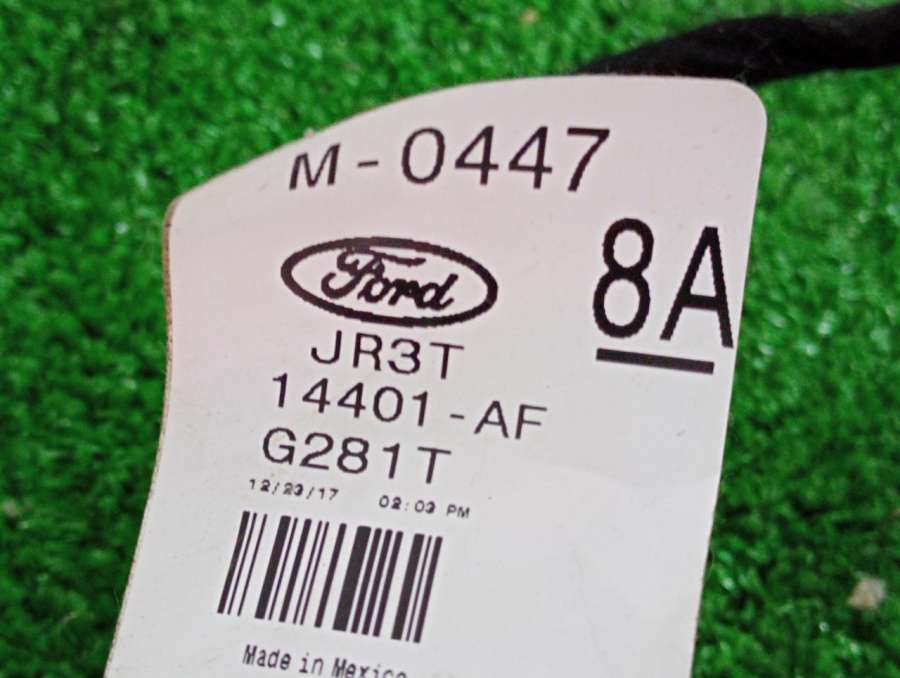 M-0447
8A
Ford
JR3T
14401-AF
G281T
12/23/17 02:03 PM
Made in Mexico